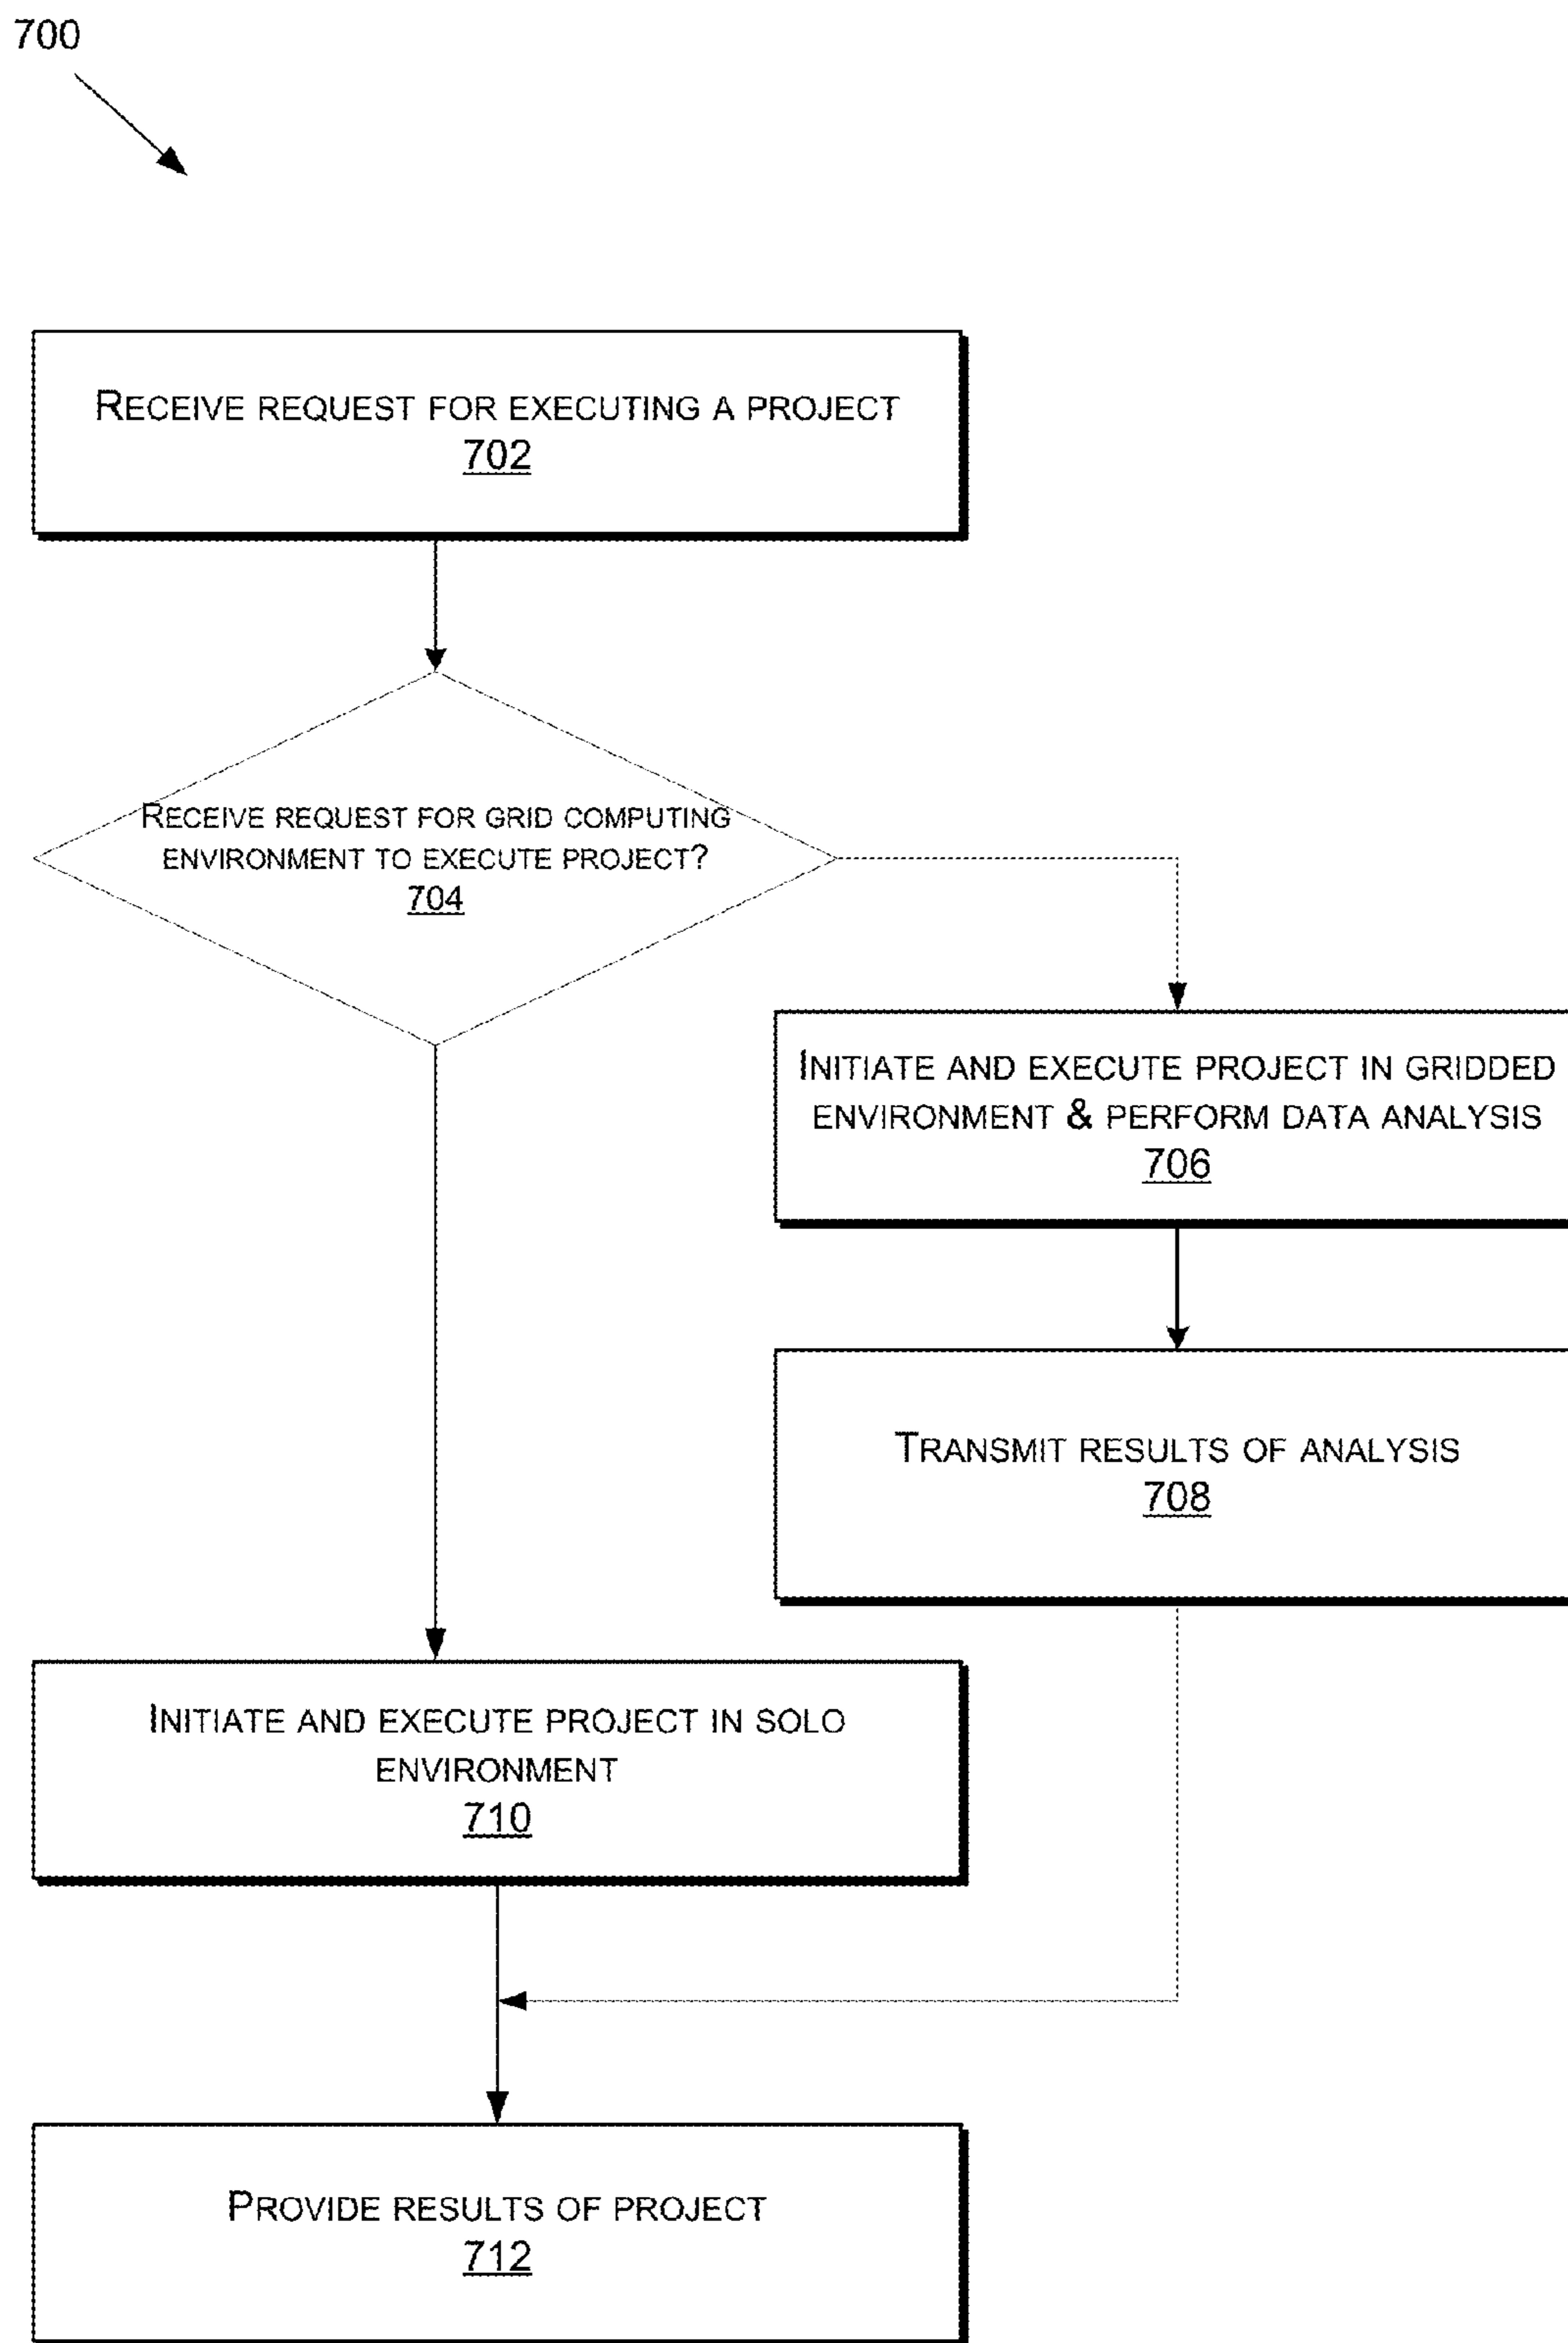 700
RECEIVE REQUEST FOR EXECUTING A PROJECT
702
RECEIVE REQUEST FOR GRID COMPUTING
ENVIRONMENT TO EXECUTE PROJECT?
704
INITIATE AND EXECUTE PROJECT IN GRIDDED
ENVIRONMENT & PERFORM DATA ANALYSIS
706
TRANSMIT RESULTS OF ANALYSIS
708
INITIATE AND EXECUTE PROJECT IN SOLO
ENVIRONMENT
710
PROVIDE RESULTS OF PROJECT
712